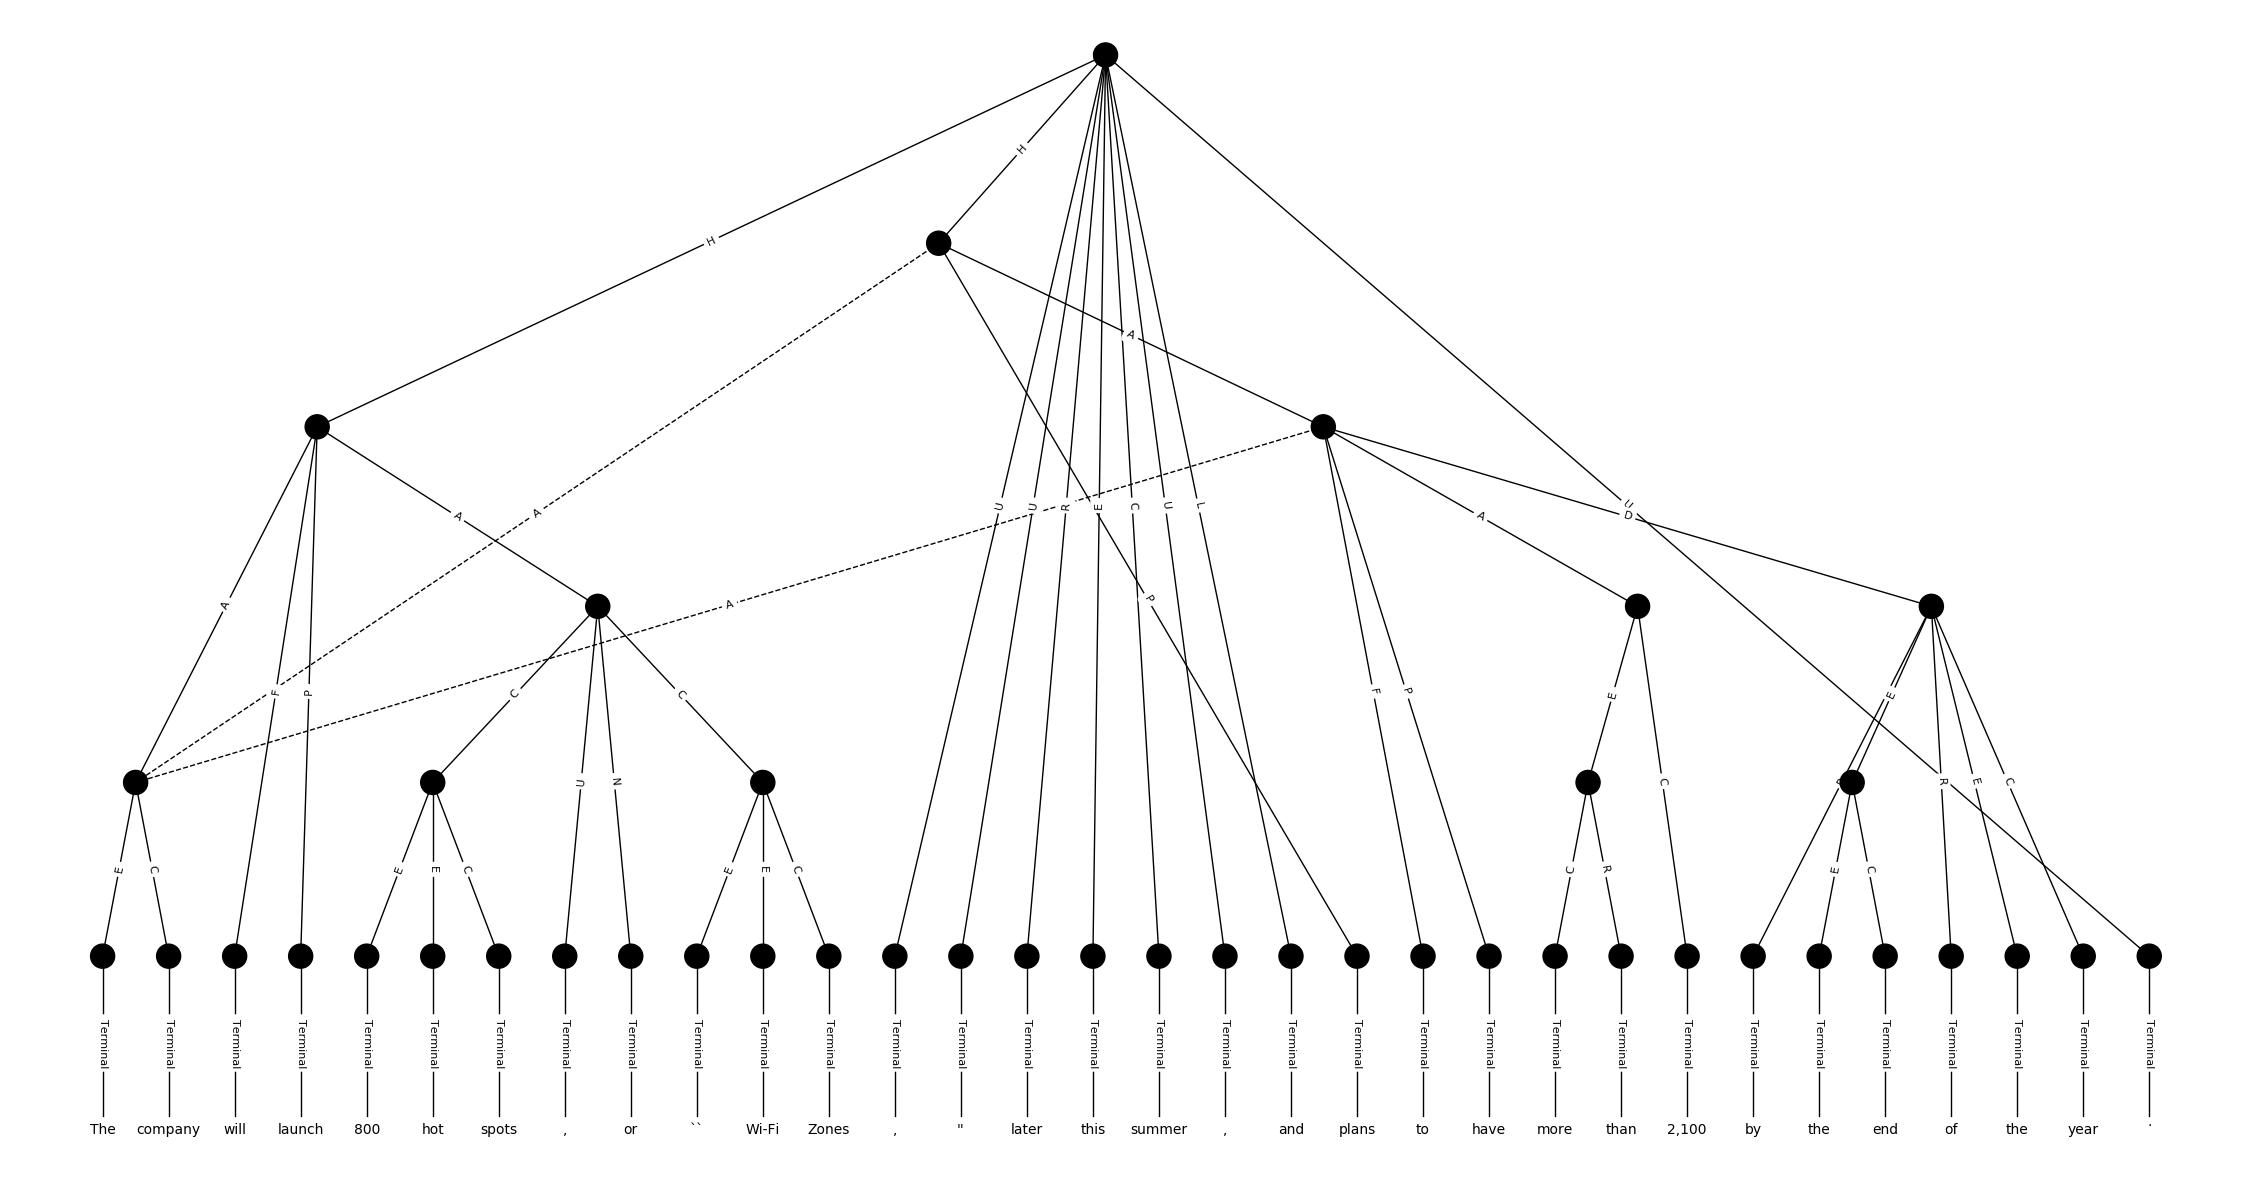 H
H
A
U U R E C U L
U
D
A A A
A P
A A
F P F P E E
C C
U N C R E R E C
E C E E C E E C C R E C
Terminal Terminal Terminal Terminal Terminal Terminal Terminal Terminal Terminal Terminal Terminal Terminal Terminal Terminal Terminal Terminal Terminal Terminal Terminal Terminal Terminal Terminal Terminal Terminal Terminal Terminal Terminal Terminal Terminal Terminal Terminal Terminal
The company will launch 800 hot spots , or `` Wi-Fi Zones , " later this summer , and plans to have more than 2,100 by the end of the year .